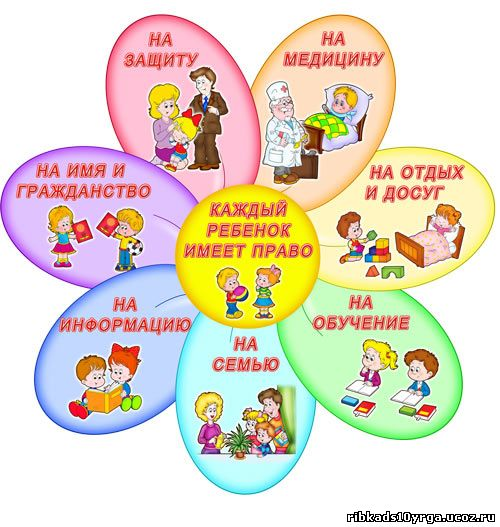 НА
ЗАЩИТУ
НА
МЕДИЦИНУ
НА ИМЯ И
ГРАЖДАНСТВО
КАЖДЫЙ
РЕБЕНОК
ИМЕЕТ ПРАВО
НА ОТДЫХ
И ДОСУГ
НА
ИНФОРМАЦИЮ
НА
СЕМЬЮ
НА
ОБУЧЕНИЕ
ribkads10yrga.ucoz.ru